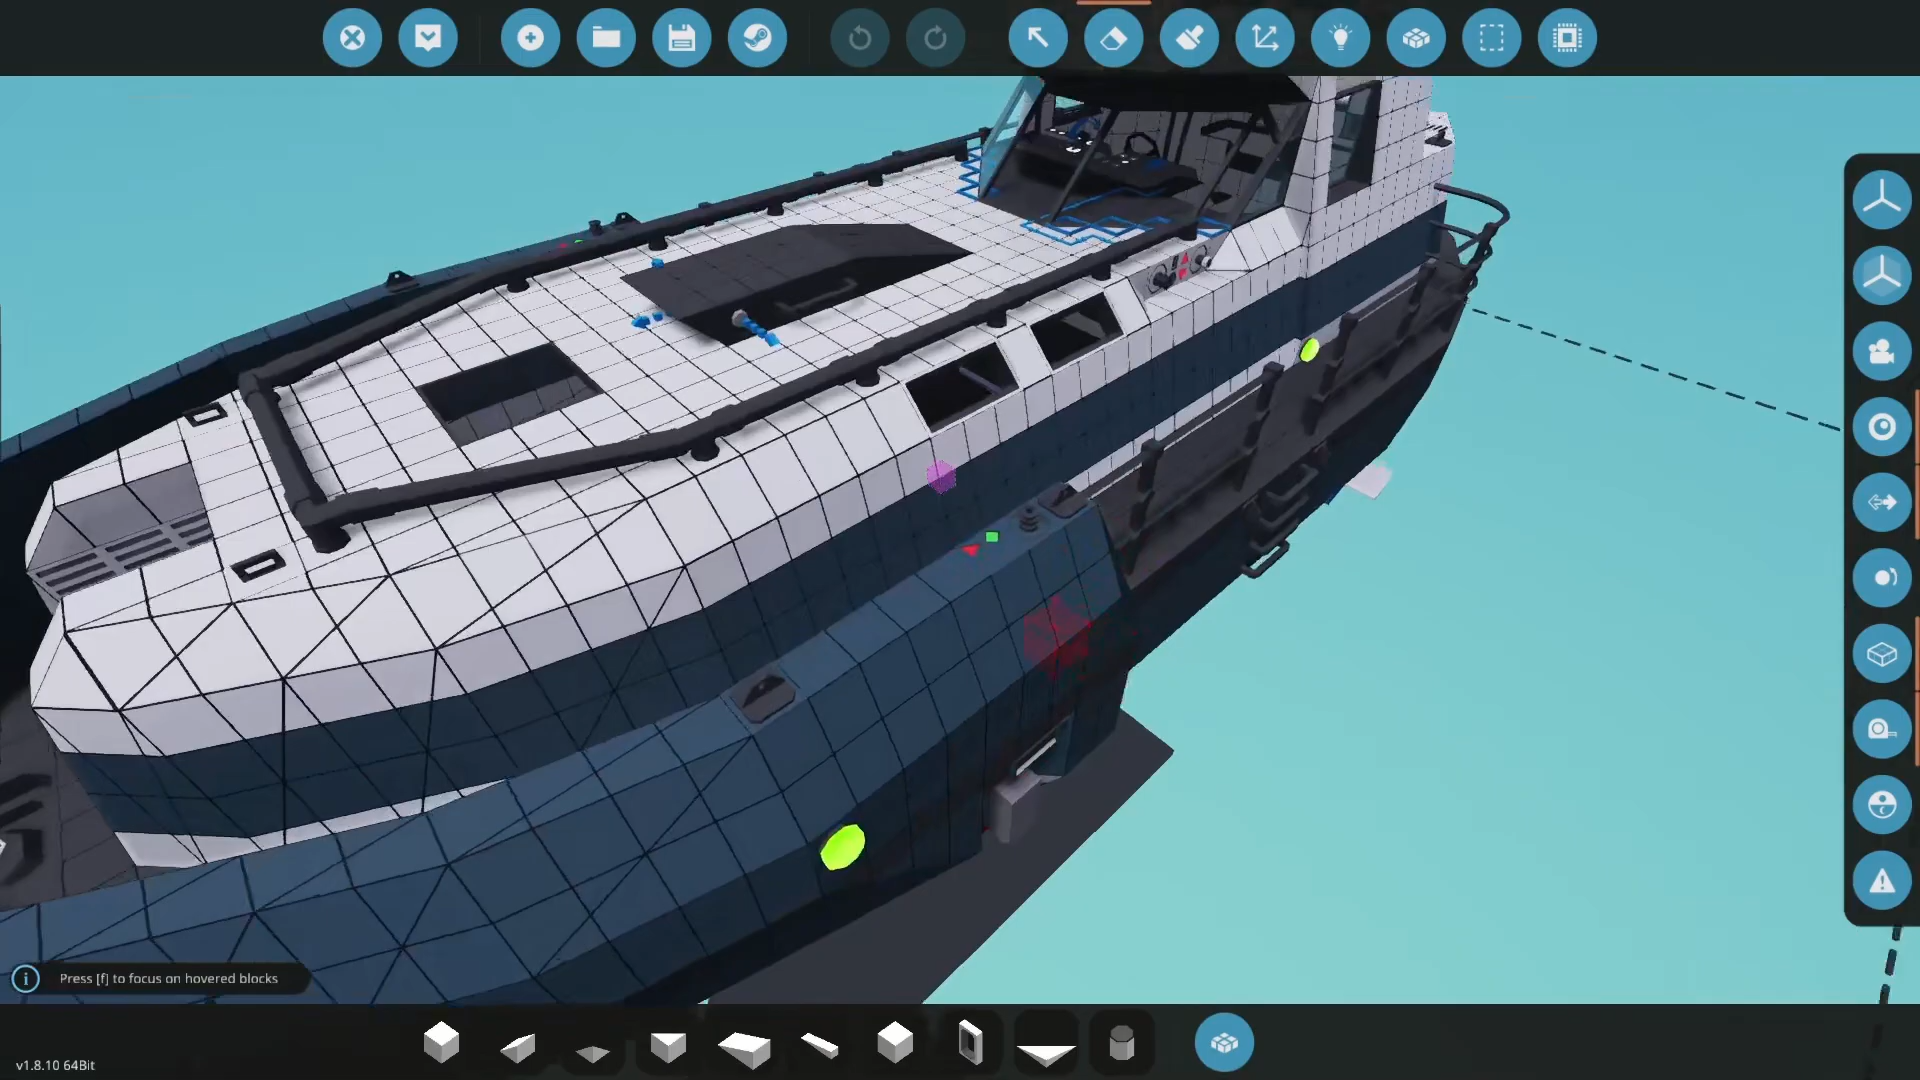 Press [f] to focus on hovered blocks
v1.8.10 64Bit